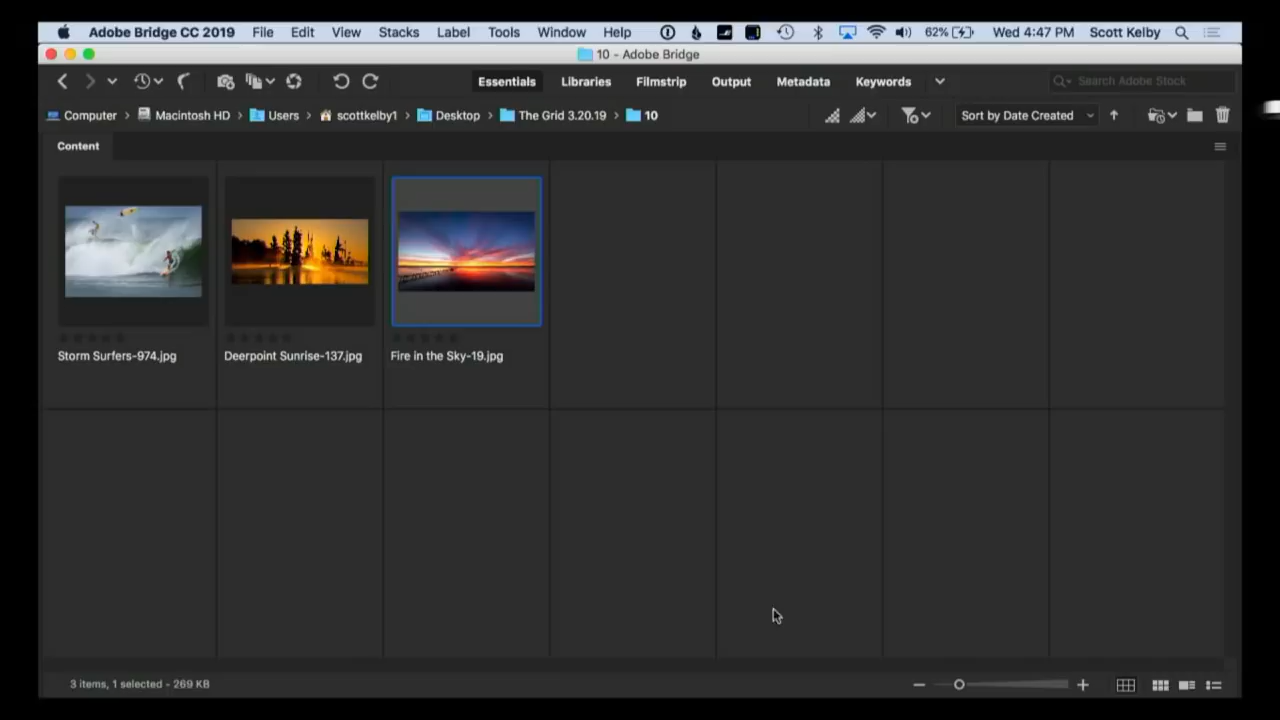 Adobe Bridge CC 2019 File Edit View Stacks Label Tools Window Help 62% Wed 4:47 PM Scott Kelby
10 - Adobe Bridge
Essentials Libraries Filmstrip Output Metadata Keywords Search Adobe Stock
Computer Macintosh HD Users scottkelby1 Desktop The Grid 3.20.19 10 Sort by Date Created
Content
Storm Surfers-974.jpg Deerpoint Sunrise-137.jpg Fire in the Sky-19.jpg
3 items, 1 selected - 269 KB